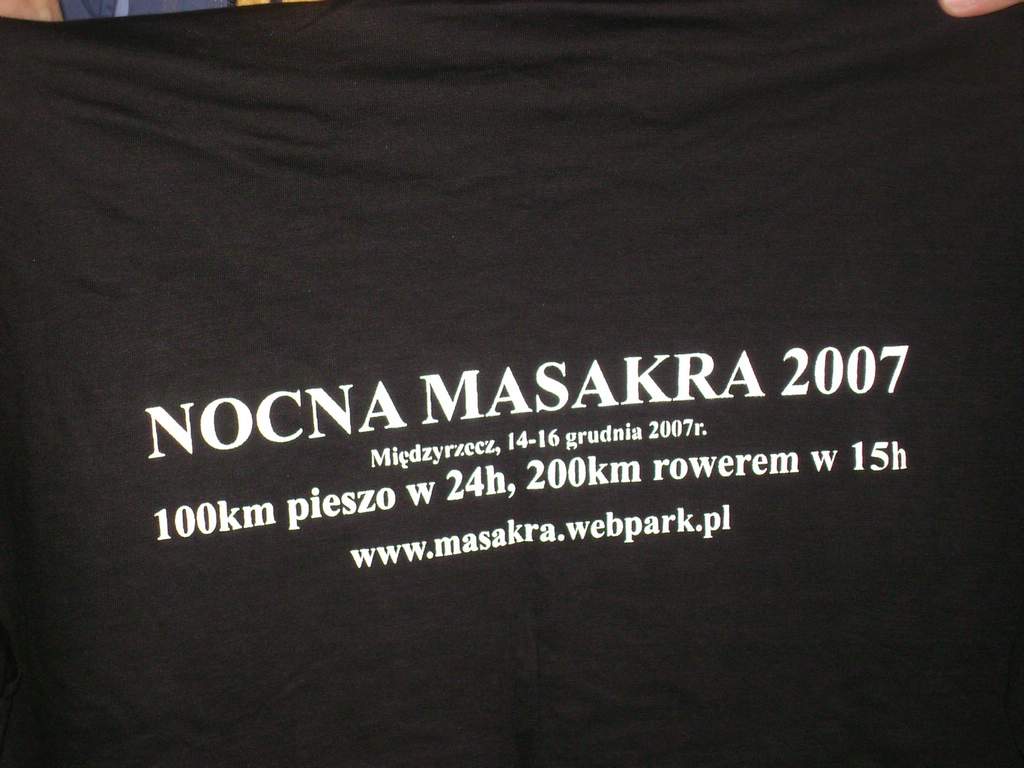 NOCNA MASAKRA 2007
Międzyrzecz, 14-16 grudnia 2007r.
100km pieszo w 24h, 200km rowerem w 15h
www.masakra.webpark.pl